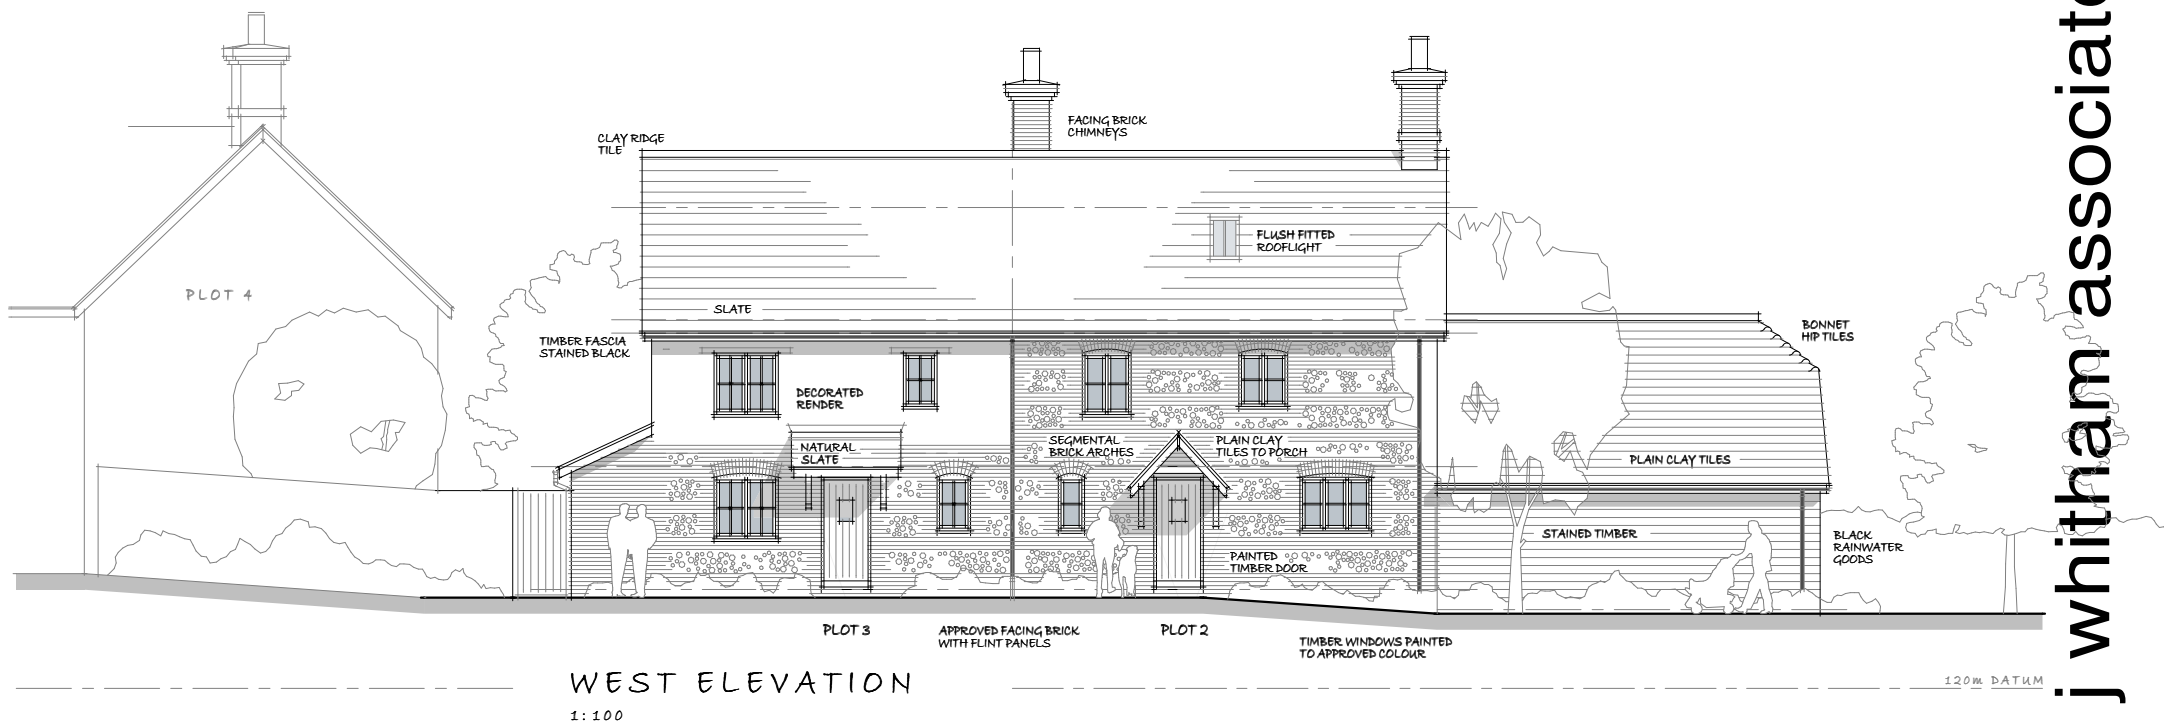 CLAY RIDGE
TILE
FACING BRICK
CHIMNEYS
FLUSH FITTED
ROOFLIGHT
PLOT 4
SLATE
TIMBER FASCIA
STAINED BLACK
BONNET
HIP TILES
DECORATED
RENDER
NATURAL
SLATE
SEGMENTAL
BRICK ARCHES
PLAIN CLAY
TILES TO PORCH
PLAIN CLAY TILES
STAINED TIMBER
BLACK
RAINWATER
GOODS
PAINTED
TIMBER DOOR
PLOT 3
APPROVED FACING BRICK
WITH FLINT PANELS
PLOT 2
TIMBER WINDOWS PAINTED
TO APPROVED COLOUR
WEST ELEVATION
1:100
120m DATUM
j whitham associate